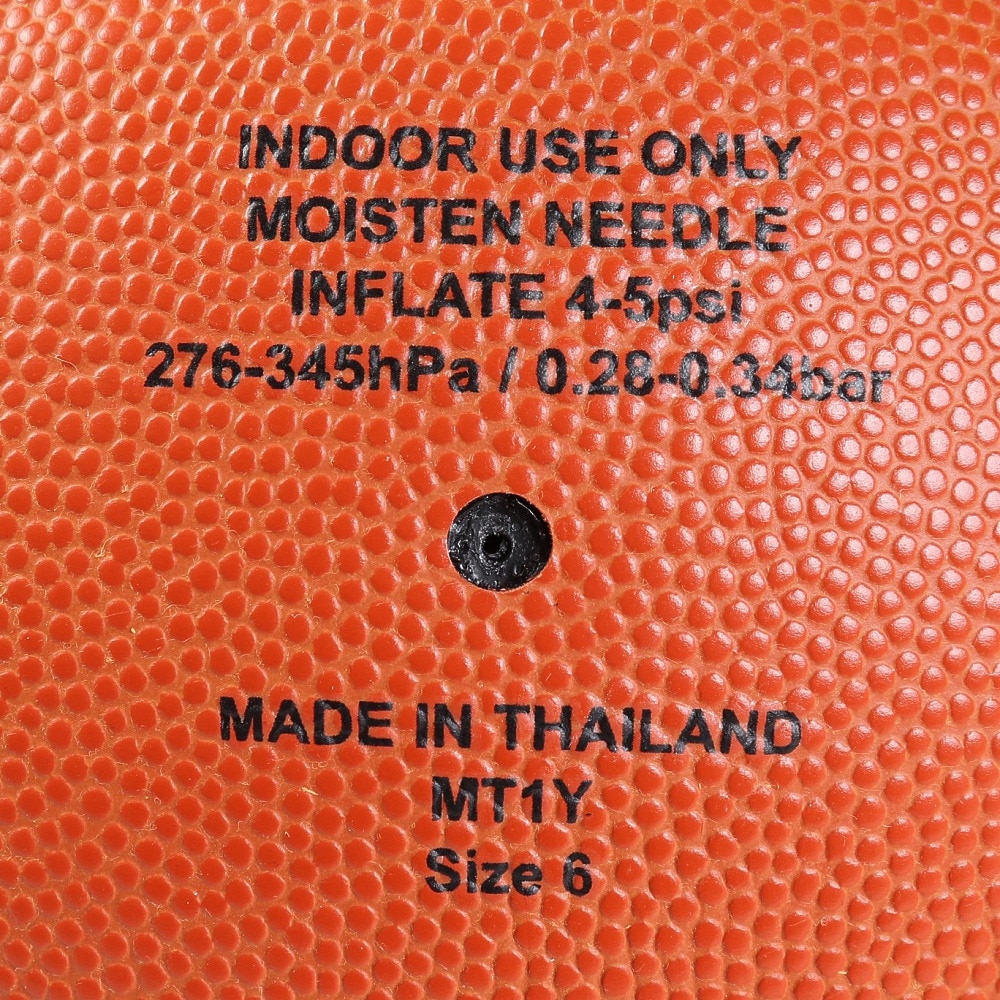 INDOOR USE ONLY
MOISTEN NEEDLE
INFLATE 4-5psi
276-345hPa / 0.28-0.34bar
MADE IN THAILAND
MT1Y
Size 6